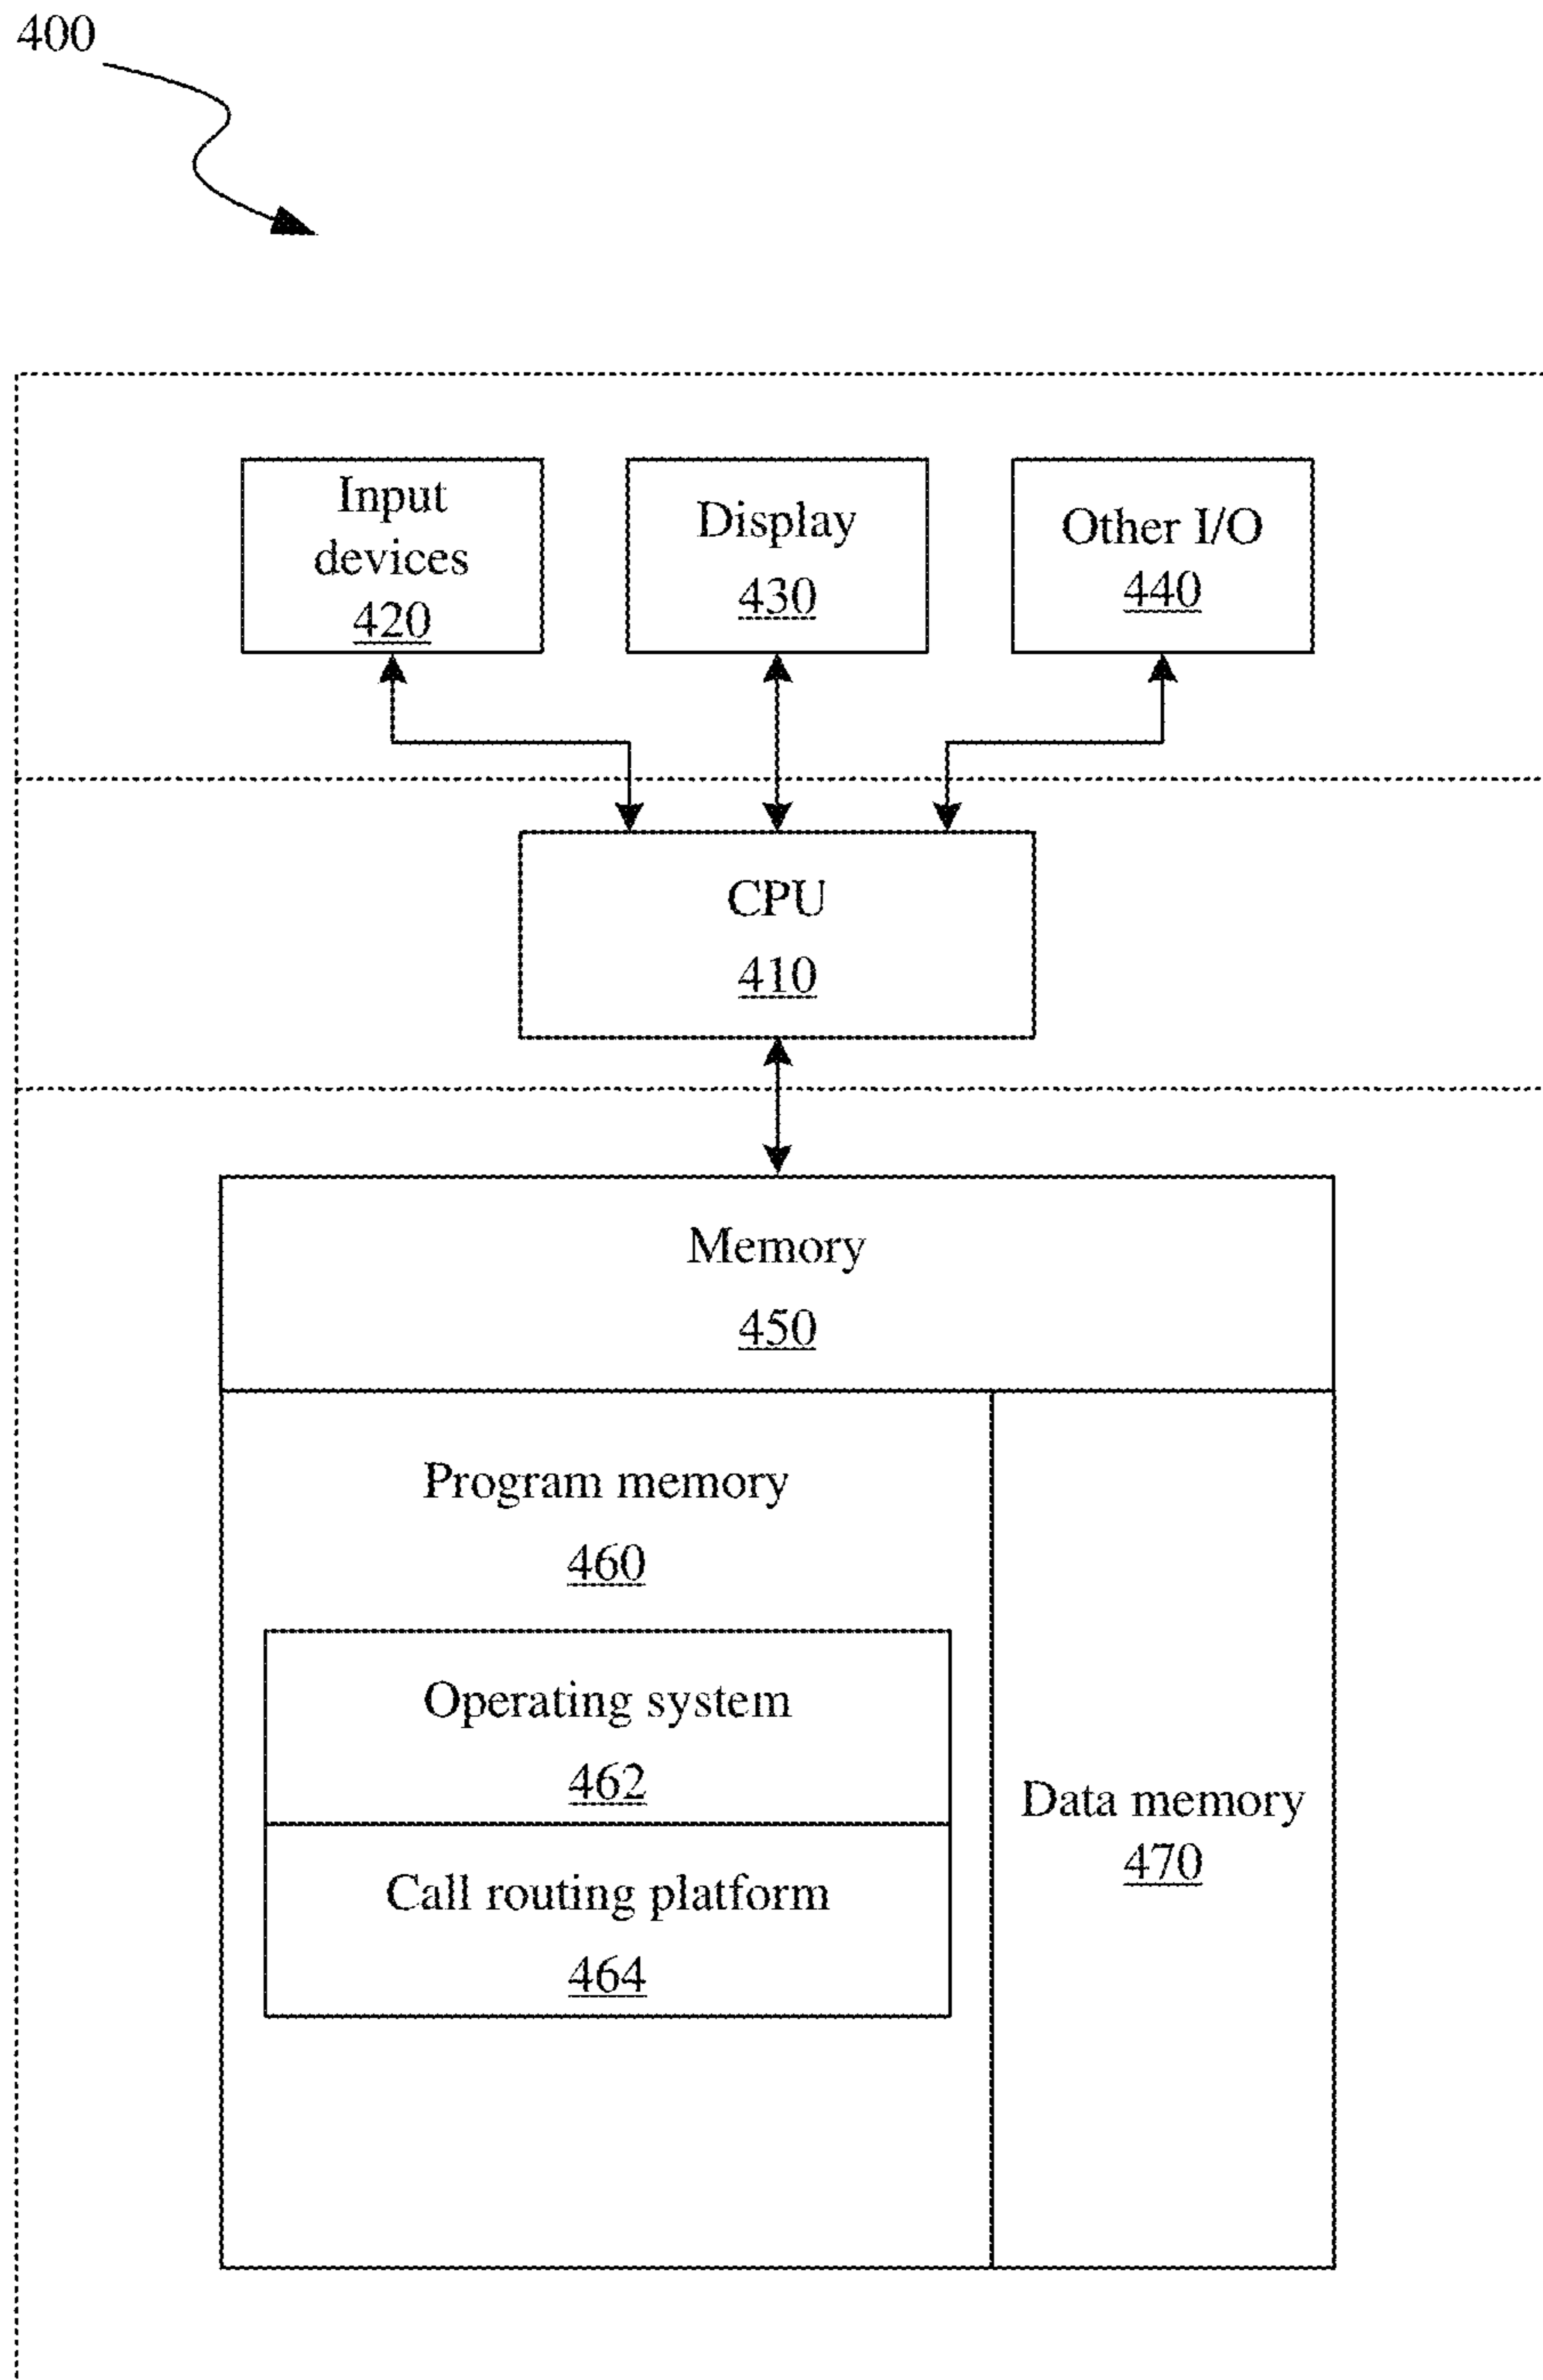 400
Input
devices
420
Display
430
Other I/O
440
CPU
410
Memory
450
Program memory
460
Operating system
462
Call routing platform
464
Data memory
470